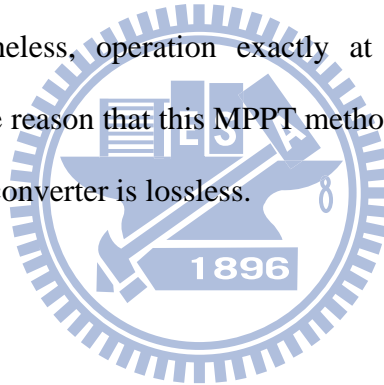 neless, operation exactly at
e reason that this MPPT metho
converter is lossless.
E S A
1896